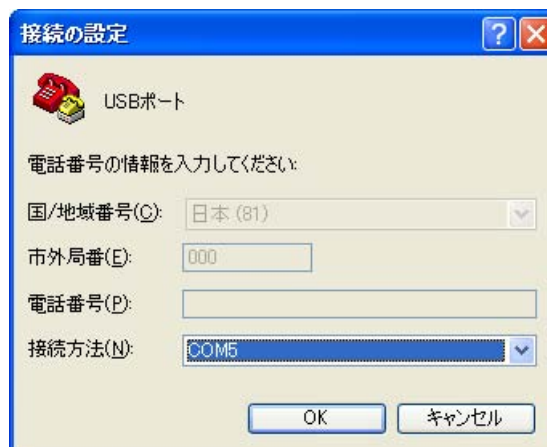 接続の設定
USBポート
電話番号の情報を入力してください:
国/地域番号(C): 日本 (81)
市外局番(E): 000
電話番号(P):
接続方法(N): COM5
OK キャンセル